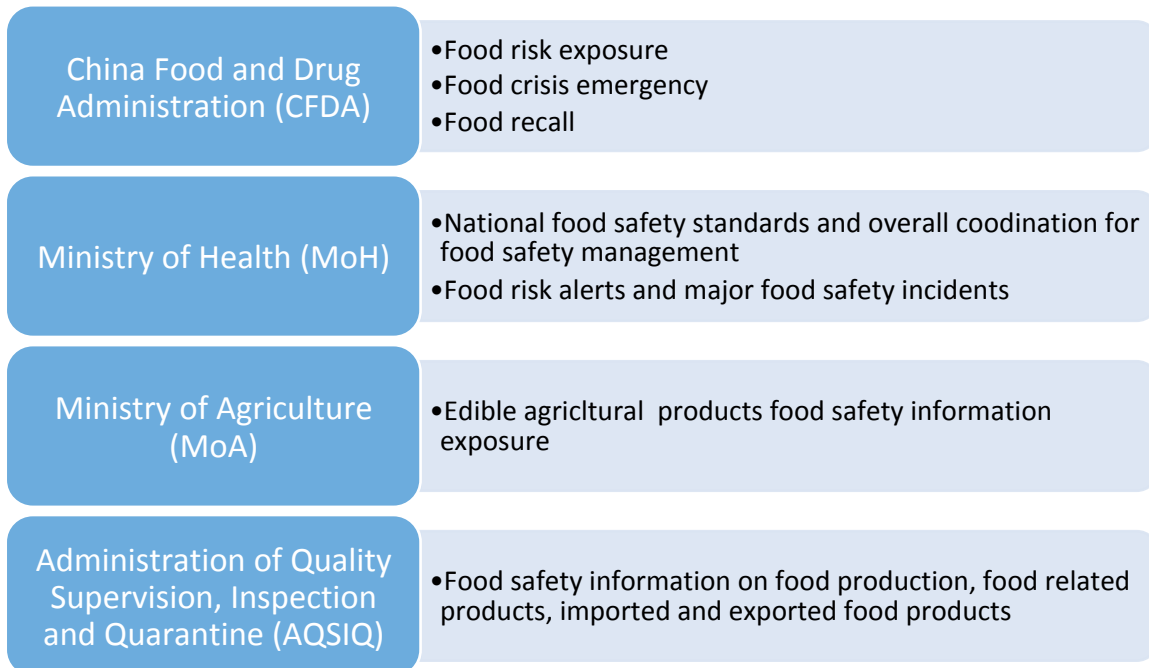 China Food and Drug
Administration (CFDA)
•Food risk exposure
•Food crisis emergency
•Food recall
Ministry of Health (MoH)
•National food safety standards and overall coodination for
food safety management
•Food risk alerts and major food safety incidents
Ministry of Agriculture
(MoA)
•Edible agricltural  products food safety information
exposure
Administration of Quality
Supervision, Inspection
and Quarantine (AQSIQ)
•Food safety information on food production, food related
products, imported and exported food products